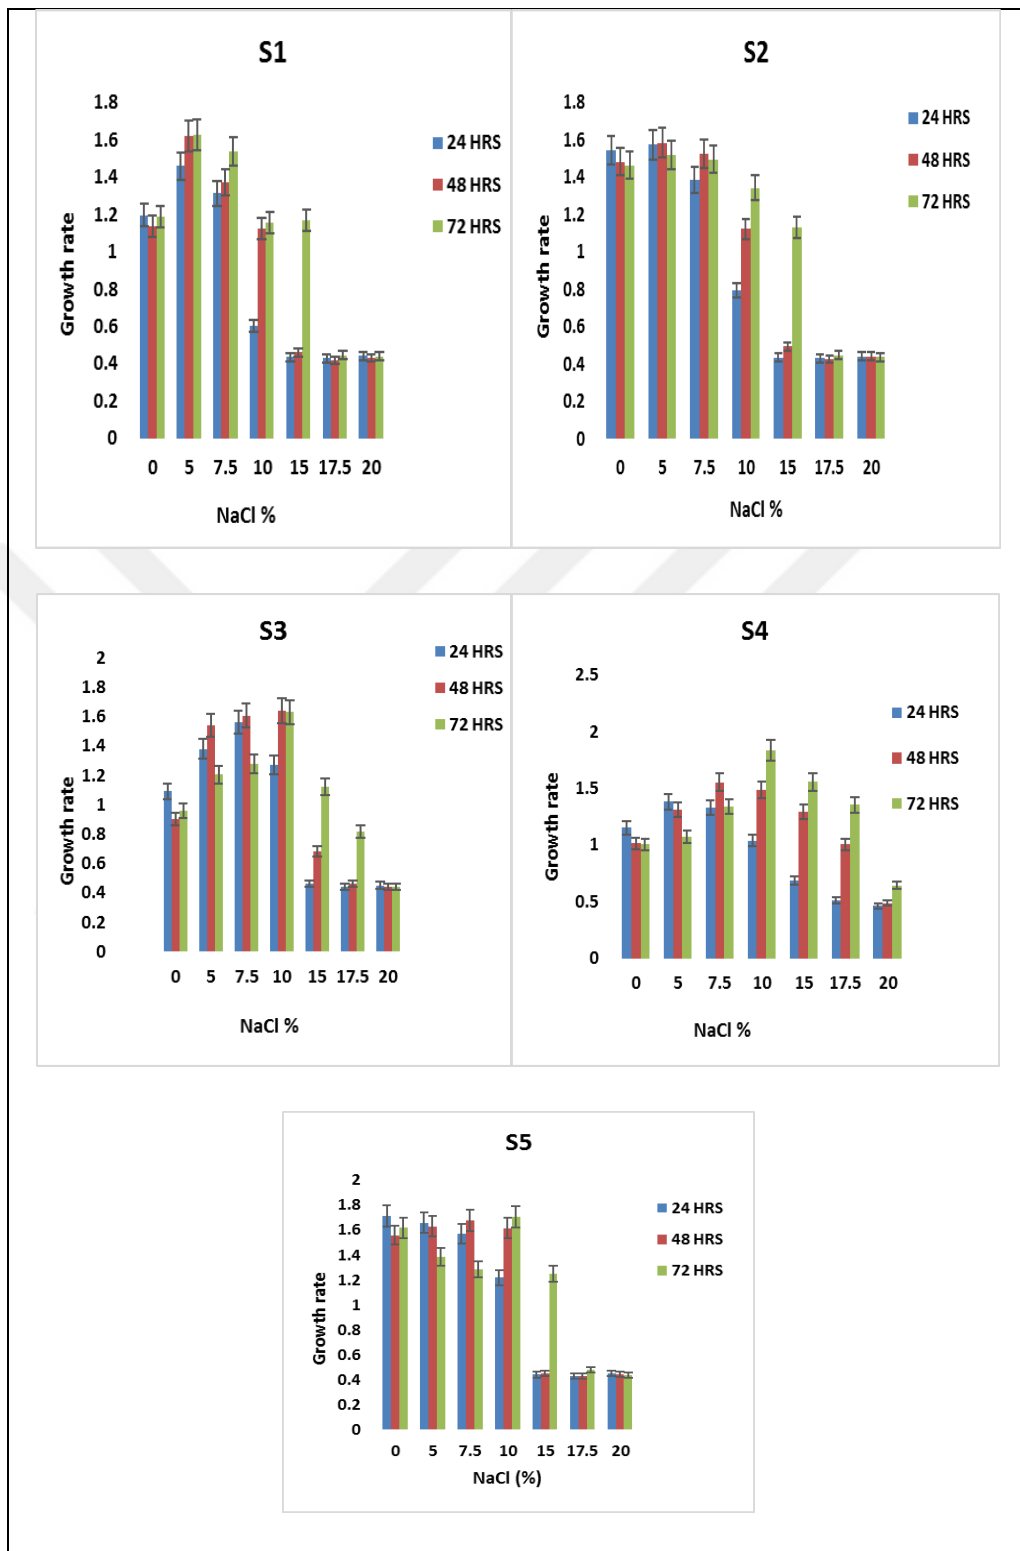 S1
1.8
1.6
1.4
1.2
1
0.8
0.6
0.4
0.2
0
Growth rate
0 5 7.5 10 15 17.5 20
NaCl %
24 HRS
48 HRS
72 HRS
S2
1.8
1.6
1.4
1.2
1
0.8
0.6
0.4
0.2
0
Growth rate
0 5 7.5 10 15 17.5 20
NaCl %
24 HRS
48 HRS
72 HRS
S3
2
1.8
1.6
1.4
1.2
1
0.8
0.6
0.4
0.2
0
Growth rate
0 5 7.5 10 15 17.5 20
NaCl %
24 HRS
48 HRS
72 HRS
S4
2.5
2
1.5
1
0.5
0
Growth rate
0 5 7.5 10 15 17.5 20
NaCl %
24 HRS
48 HRS
72 HRS
S5
2
1.8
1.6
1.4
1.2
1
0.8
0.6
0.4
0.2
0
Growth rate
0 5 7.5 10 15 17.5 20
NaCl (%)
24 HRS
48 HRS
72 HRS